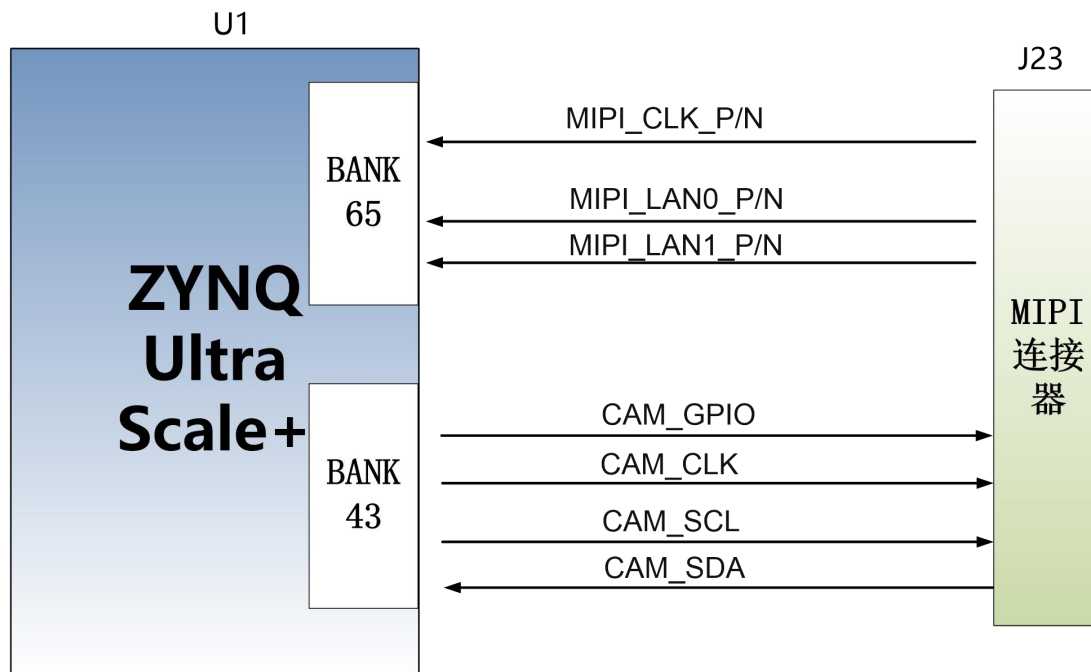 U1
J23
BANK
65
MIPI_CLK_P/N
MIPI_LAN0_P/N
MIPI_LAN1_P/N
ZYNQ
Ultra
Scale+
MIPI
连接
器
BANK
43
CAM_GPIO
CAM_CLK
CAM_SCL
CAM_SDA